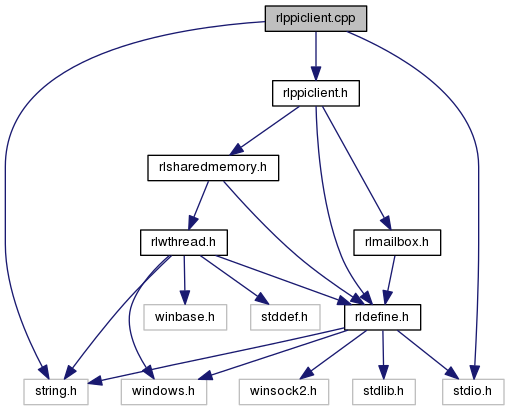 rlppiclient.cpp
rlppiclient.h
rlsharedmemory.h
rlwthread.h
rlmailbox.h
winbase.h
stddef.h
rldefine.h
string.h
windows.h
winsock2.h
stdlib.h
stdio.h